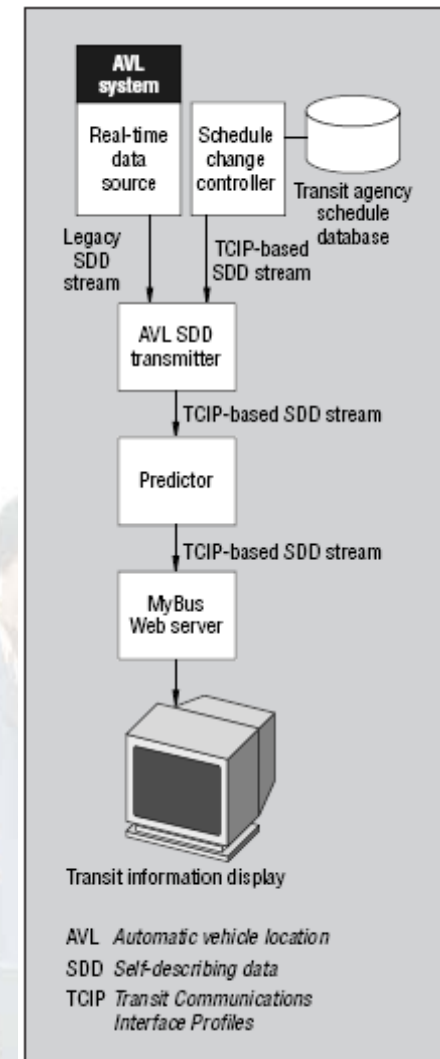 AVL
system
Real-time
data
source
Schedule
change
controller
Transit agency
schedule
database
Legacy
SDD
stream
TCIP-based
SDD stream
AVL SDD
transmitter
TCIP-based SDD stream
Predictor
TCIP-based SDD stream
MyBus
Web server
Transit information display
AVL Automatic vehicle location
SDD Self-describing data
TCIP Transit Communications
Interface Profiles